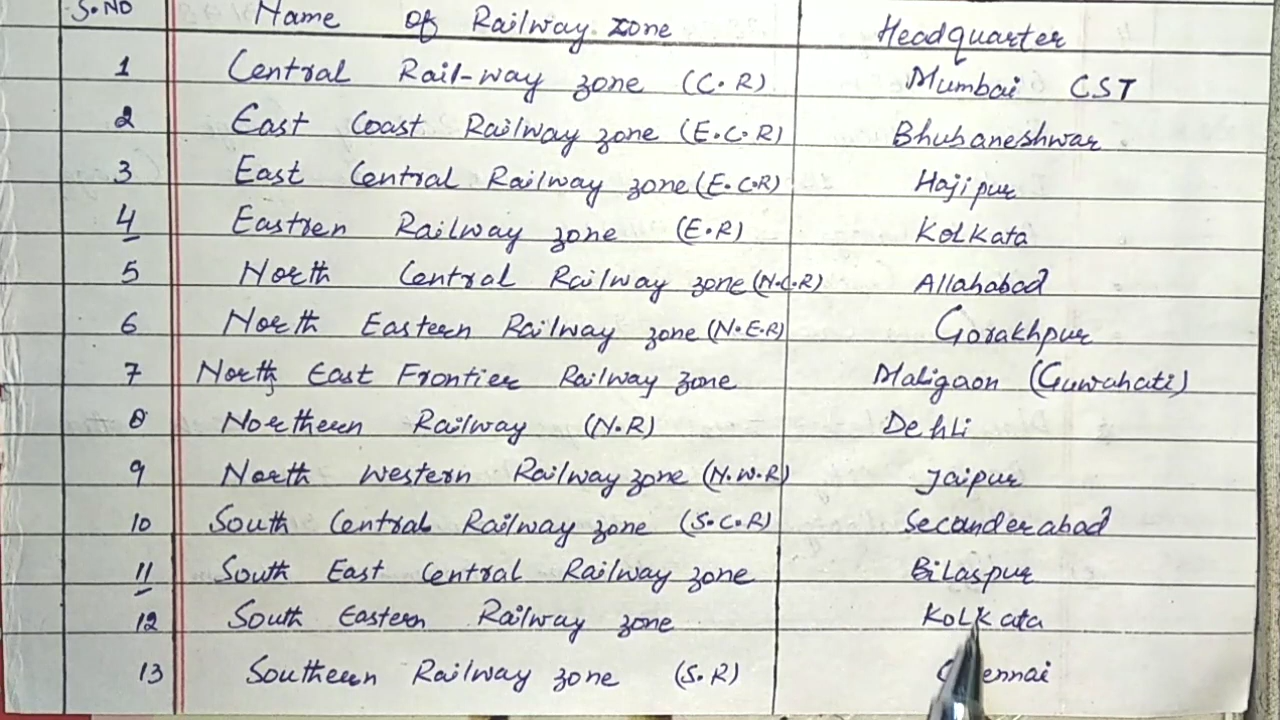 S.NO Name Of Railway zone Headquarter
1 Central Rail-way zone (C.R) Mumbai CST
2 East Coast Railway zone (E.C.R) Bhubaneshwar
3 East Central Railway zone (E.C.R) Hajipur
4 Eastren Railway zone (E.R) Kolkata
5 North Central Railway zone (N.C.R) Allahabad
6 North Eastern Railway zone (N.E.R) Gorakhpur
7 North East Frontier Railway zone Maligaon (Guwahati)
8 Northern Railway (N.R) Dehli
9 North Western Railway zone (N.W.R) Jaipur
10 South Central Railway zone (S.C.R) Secanderabad
11 South East Central Railway zone Bilaspur
12 South Eastern Railway zone Kolkata
13 Southern Railway zone (S.R) Chennai